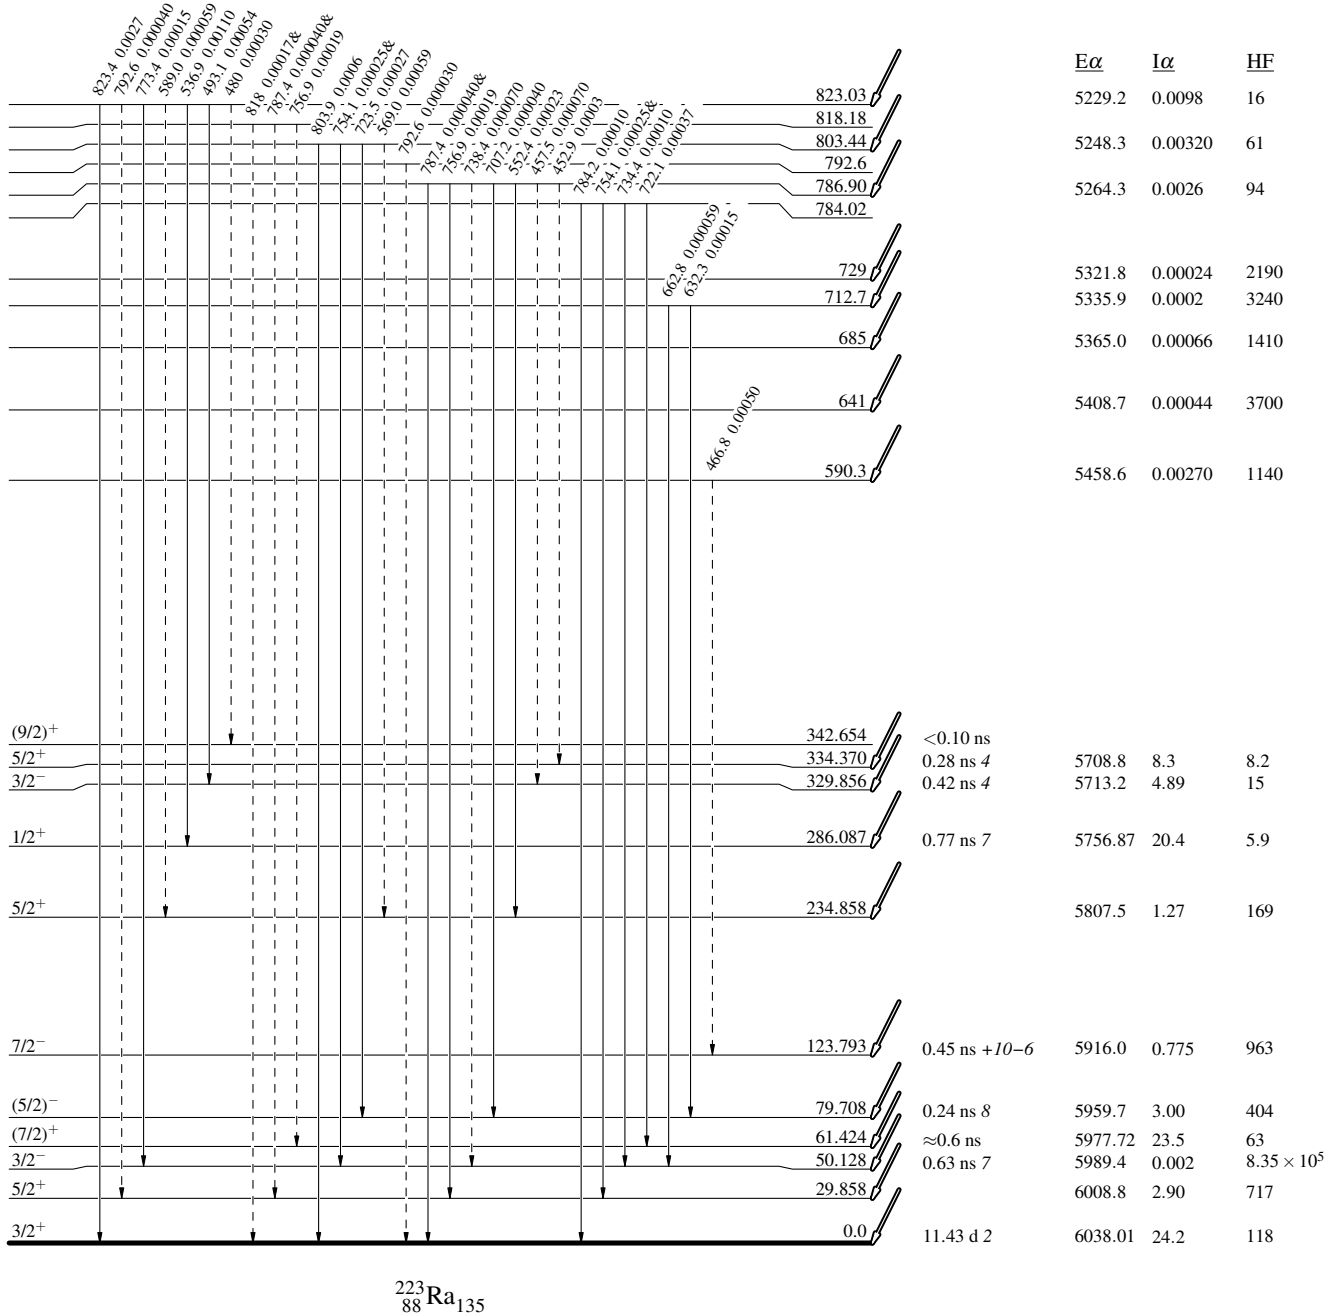 823.4 0.0027
792.6 0.000040
773.4 0.00015
589.0 0.000059
536.9 0.00110
493.1 0.00054
480 0.00030
818 0.00017&
787.4 0.000040&
756.9 0.00019
803.9 0.0006
754.1 0.00025&
723.5 0.00027
569.0 0.00059
792.6 0.000030
787.4 0.000040&
756.9 0.00019
738.4 0.000070
707.2 0.000040
552.4 0.00023
457.5 0.000070
452.9 0.0003
784.2 0.00010
754.1 0.00025&
734.4 0.00010
722.1 0.00037
662.8 0.000059
632.3 0.00015
466.8 0.00050
Eα Iα HF
823.03 5229.2 0.0098 16
818.18
803.44 5248.3 0.00320 61
792.6
786.90 5264.3 0.0026 94
784.02
729 5321.8 0.00024 2190
712.7 5335.9 0.0002 3240
685 5365.0 0.00066 1410
641 5408.7 0.00044 3700
590.3 5458.6 0.00270 1140
(9/2)⁺ 342.654 <0.10 ns
5/2⁺ 334.370 0.28 ns 4 5708.8 8.3 8.2
3/2⁻ 329.856 0.42 ns 4 5713.2 4.89 15
1/2⁺ 286.087 0.77 ns 7 5756.87 20.4 5.9
5/2⁺ 234.858 5807.5 1.27 169
7/2⁻ 123.793 0.45 ns +10−6 5916.0 0.775 963
(5/2)⁻ 79.708 0.24 ns 8 5959.7 3.00 404
(7/2)⁺ 61.424 ≈0.6 ns 5977.72 23.5 63
3/2⁻ 50.128 0.63 ns 7 5989.4 0.002 8.35 × 10⁵
5/2⁺ 29.858 6008.8 2.90 717
3/2⁺ 0.0 11.43 d 2 6038.01 24.2 118
²²³₈₈Ra₁₃₅